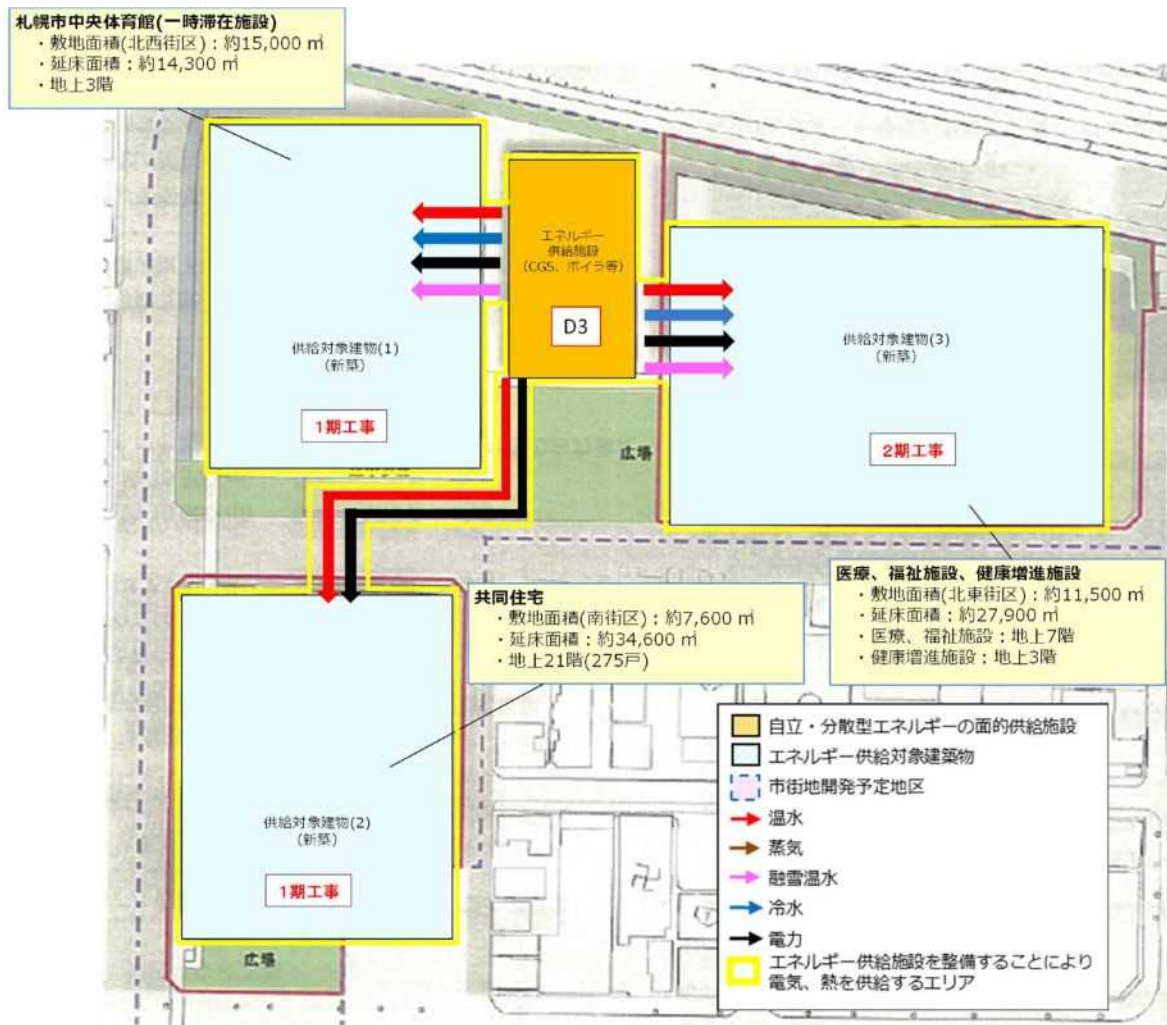 札幌市中央体育館(一時滞在施設)
・敷地面積(北西街区)：約15,000 ㎡
・延床面積：約14,300 ㎡
・地上3階
エネルギー
供給施設
(CGS、ボイラ等)
D3
供給対象建物(1)
(新築)
1期工事
供給対象建物(3)
(新築)
2期工事
広場
医療、福祉施設、健康増進施設
・敷地面積(北東街区)：約11,500 ㎡
・延床面積：約27,900 ㎡
・医療、福祉施設：地上7階
・健康増進施設：地上3階
共同住宅
・敷地面積(南街区)：約7,600 ㎡
・延床面積：約34,600 ㎡
・地上21階(275戸)
供給対象建物(2)
(新築)
1期工事
広場
自立・分散型エネルギーの面的供給施設
エネルギー供給対象建築物
市街地開発予定地区
温水
蒸気
融雪温水
冷水
電力
エネルギー供給施設を整備することにより
電気、熱を供給するエリア